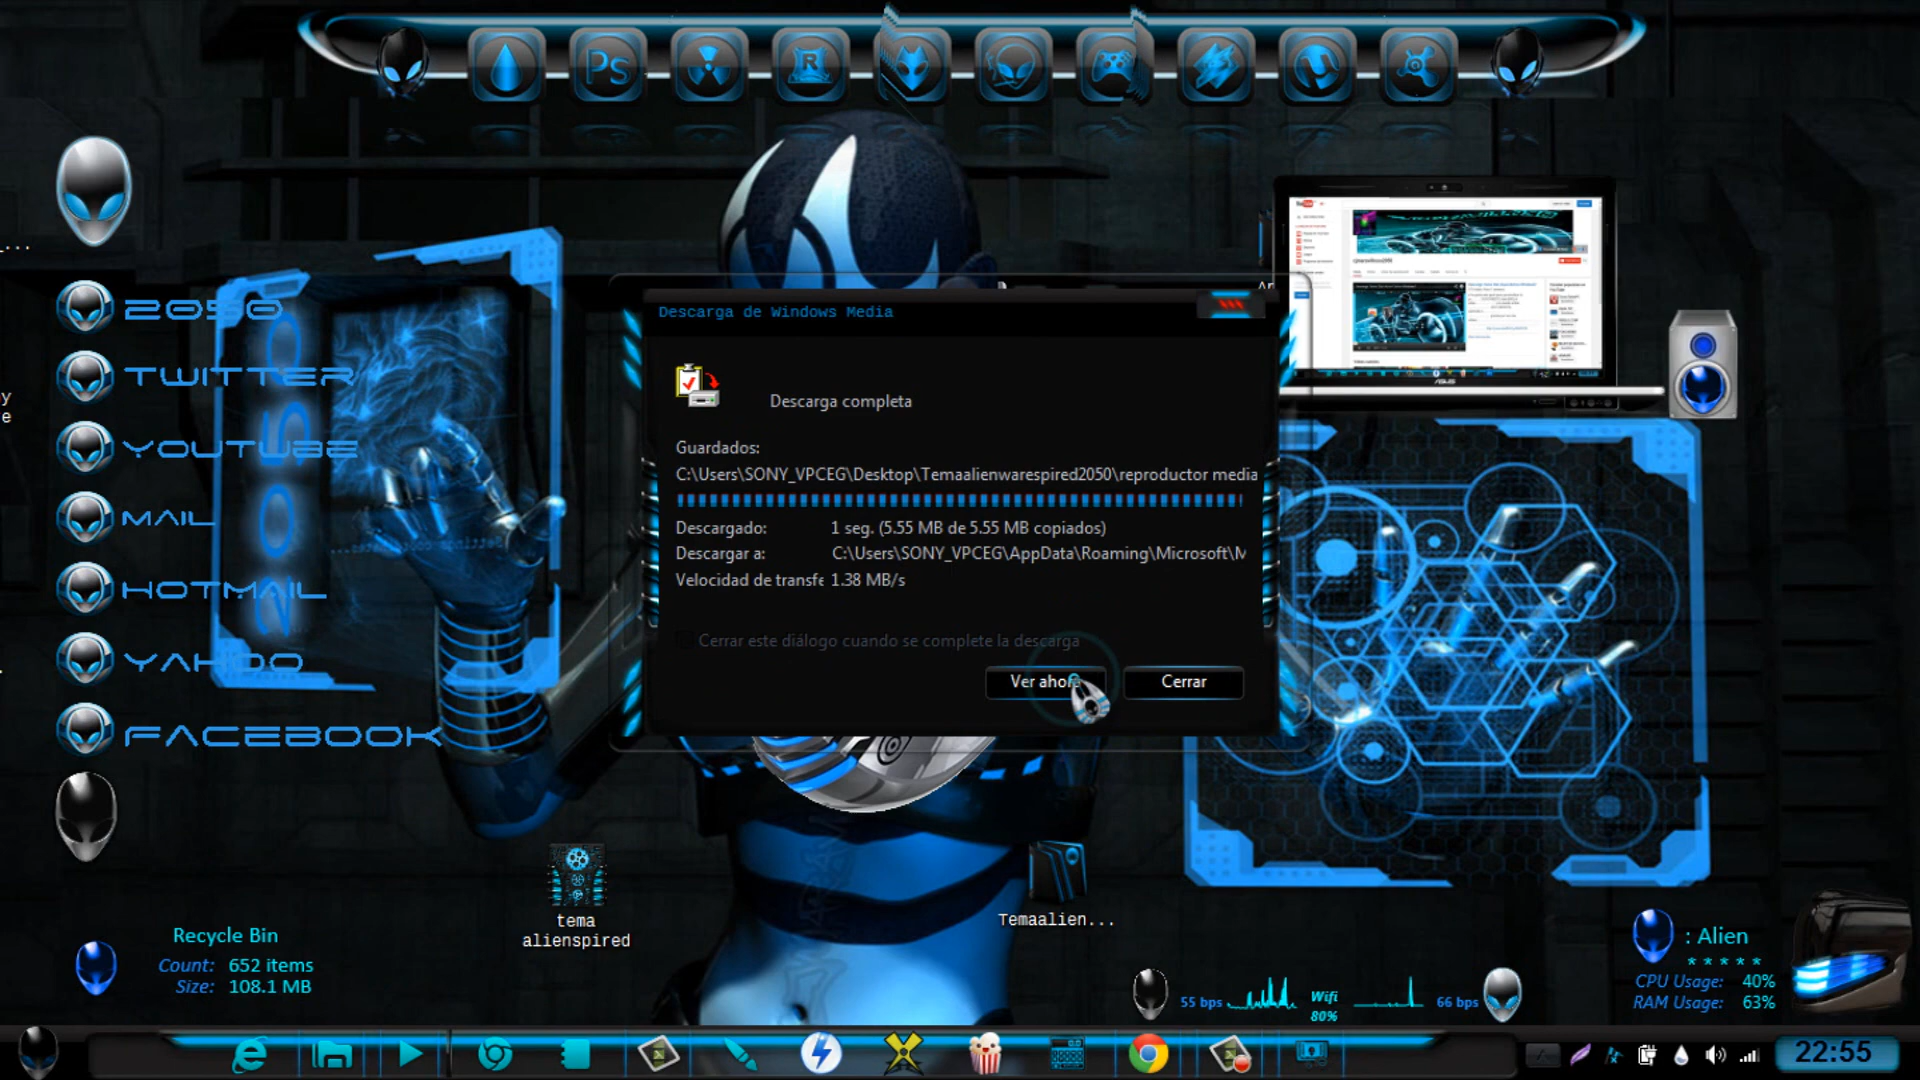 Ps
R
2050
TWITTER
YOUTUBE
MAIL
HOTMAIL
YAHOO
FACEBOOK
Descarga de Windows Media
Descarga completa
Guardados:
C:\Users\SONY_VPCEG\Desktop\Temaalienwarespired2050\reproductor media
Descargado: 1 seg. (5.55 MB de 5.55 MB copiados)
Descargar a: C:\Users\SONY_VPCEG\AppData\Roaming\Microsoft\M
Velocidad de transfe 1.38 MB/s
Cerrar este diálogo cuando se complete la descarga
Ver ahora
Cerrar
ASUS
tema
alienspired
Temaalien...
Recycle Bin
Count: 652 items
Size: 108.1 MB
55 bps
Wifi
80%
66 bps
: Alien
* * * * *
CPU Usage: 40%
RAM Usage: 63%
22:55